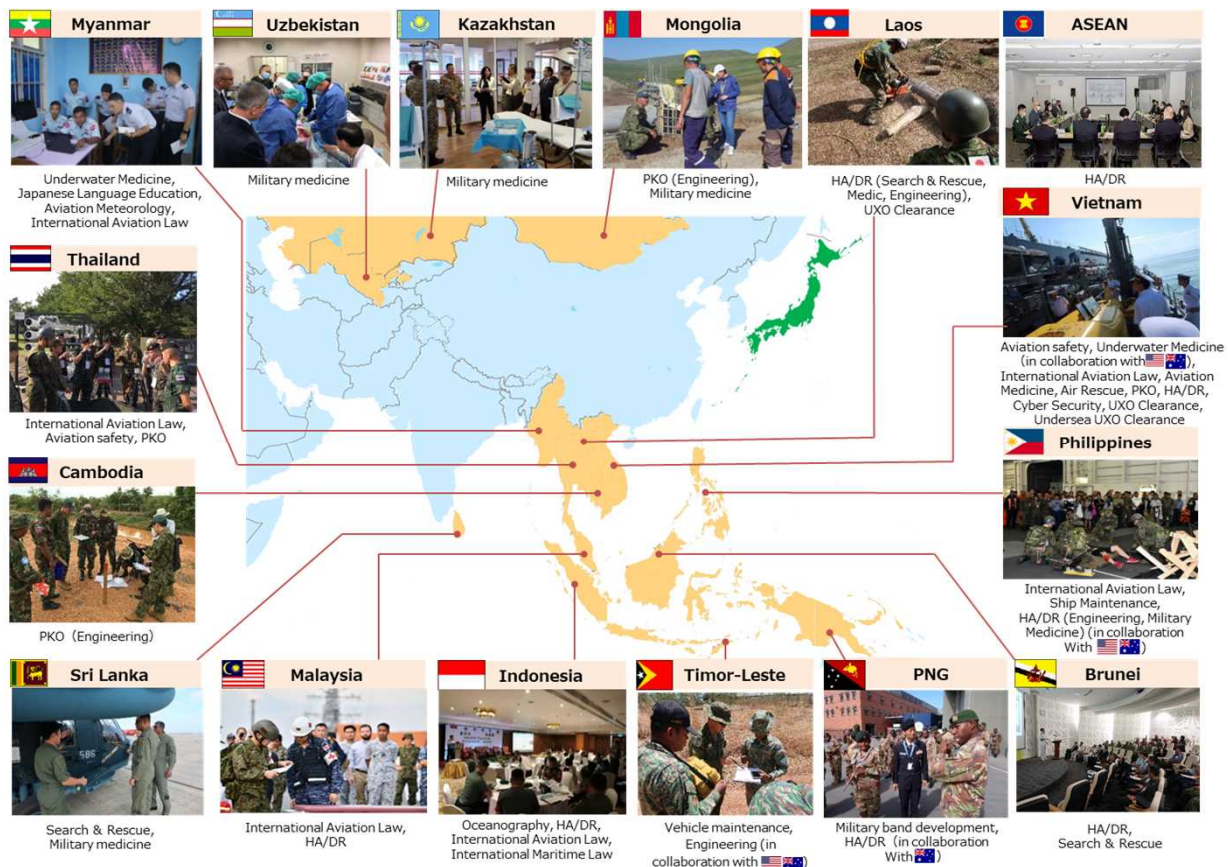 Myanmar
Uzbekistan
Kazakhstan
Mongolia
Laos
ASEAN
Underwater Medicine,
Japanese Language Education,
Aviation Meteorology,
International Aviation Law
Military medicine
Military medicine
PKO (Engineering),
Military medicine
HA/DR (Search & Rescue,
Medic, Engineering),
UXO Clearance
HA/DR
Vietnam
Aviation safety, Underwater Medicine
(in collaboration with ),
International Aviation Law, Aviation
Medicine, Air Rescue, PKO, HA/DR,
Cyber Security, UXO Clearance,
Undersea UXO Clearance
Thailand
International Aviation Law,
Aviation safety, PKO
Philippines
International Aviation Law,
Ship Maintenance,
HA/DR (Engineering, Military
Medicine) (in collaboration
With )
Cambodia
PKO (Engineering)
Sri Lanka
586
Search & Rescue,
Military medicine
Malaysia
International Aviation Law,
HA/DR
Indonesia
Oceanography, HA/DR,
International Aviation Law,
International Maritime Law
Timor-Leste
Vehicle maintenance,
Engineering (in
collaboration with )
PNG
Military band development,
HA/DR (in collaboration
With )
Brunei
HA/DR,
Search & Rescue